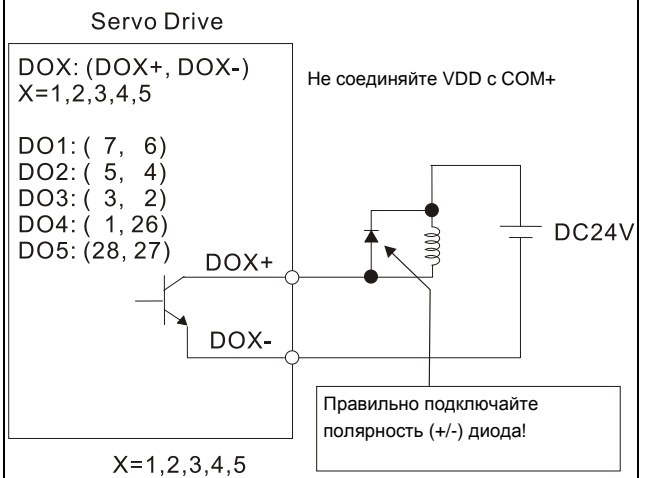 Servo Drive
DOX: (DOX+, DOX-)
X=1,2,3,4,5
Не соединяйте VDD с COM+
DO1: ( 7, 6)
DO2: ( 5, 4)
DO3: ( 3, 2)
DO4: ( 1, 26)
DO5: (28, 27)
DOX+
DC24V
DOX-
Правильно подключайте
полярность (+/-) диода!
X=1,2,3,4,5